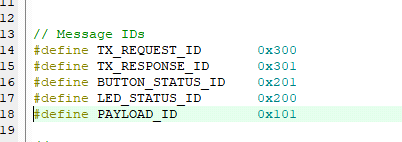 11
12
13 // Message IDs
14 #define TX_REQUEST_ID 0x300
15 #define TX_RESPONSE_ID 0x301
16 #define BUTTON_STATUS_ID 0x201
17 #define LED_STATUS_ID 0x200
18 #define PAYLOAD_ID 0x101
19